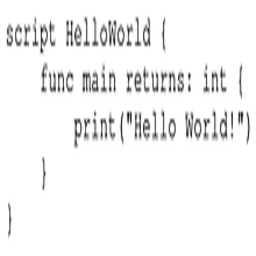 script HelloWorld {
    func main returns: int {
        print("Hello World!")
    }
}